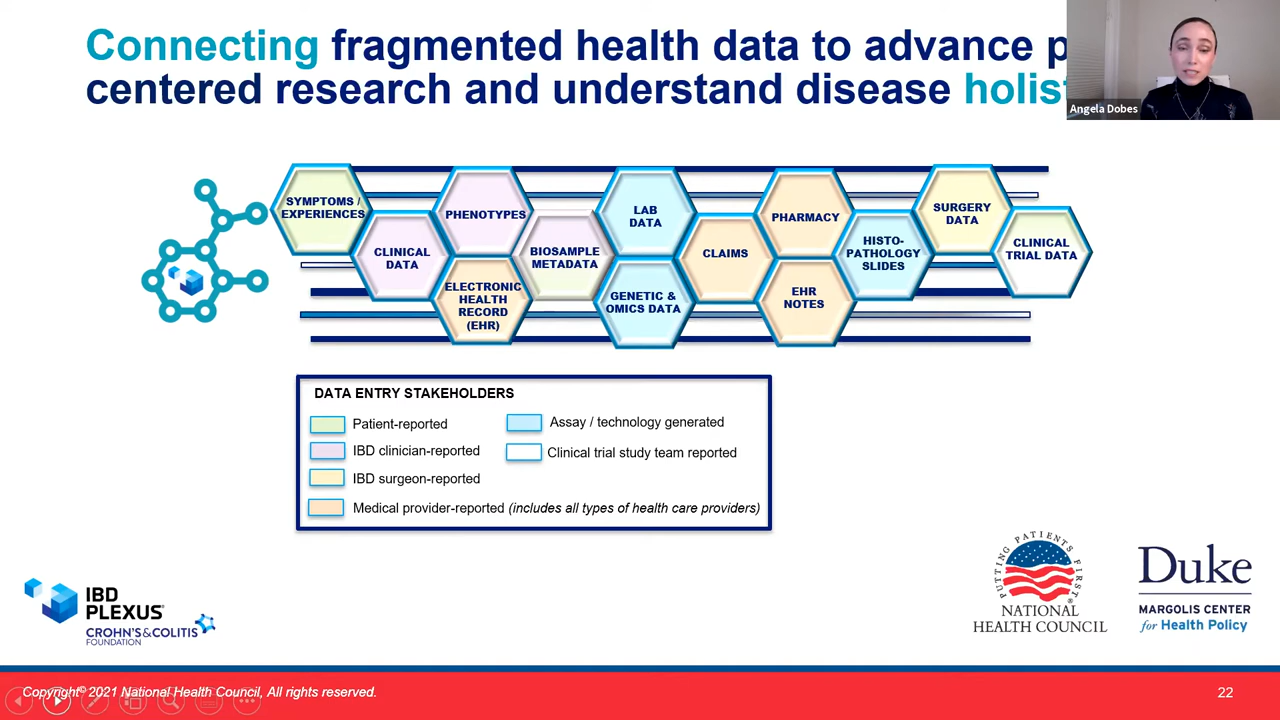 Connecting fragmented health data to advance
centered research and understand disease
Angela Dobes
SYMPTOMS /
EXPERIENCES
CLINICAL
DATA
PHENOTYPES
ELECTRONIC
HEALTH
RECORD
(EHR)
BIOSAMPLE
METADATA
LAB
DATA
GENETIC &
OMICS DATA
CLAIMS
PHARMACY
EHR
NOTES
HISTO-
PATHOLOGY
SLIDES
SURGERY
DATA
CLINICAL
TRIAL DATA
DATA ENTRY STAKEHOLDERS
Patient-reported
IBD clinician-reported
IBD surgeon-reported
Medical provider-reported (includes all types of health care providers)
Assay / technology generated
Clinical trial study team reported
IBD
PLEXUS
CROHN'S & COLITIS
FOUNDATION
PUTTING PATIENTS FIRST®
NATIONAL
HEALTH COUNCIL
Duke
MARGOLIS CENTER
for Health Policy
Copyright© 2021 National Health Council, All rights reserved.
22